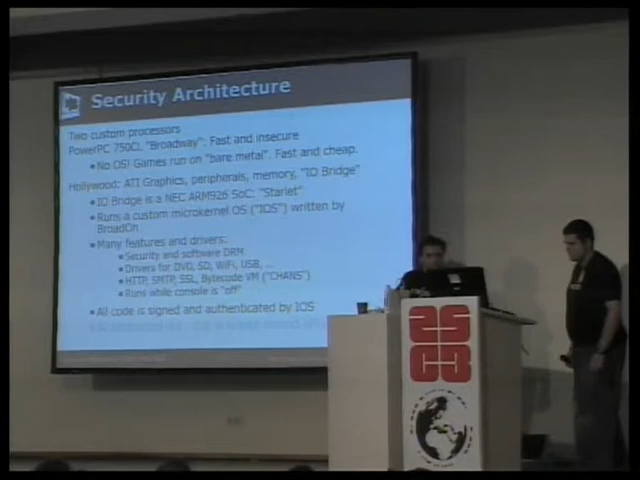 Security Architecture
Two custom processors
PowerPC 750CL "Broadway": Fast and insecure
• No OS! Games run on "bare metal". Fast and cheap.
Hollywood: ATI Graphics, peripherals, memory, "IO Bridge"
• IO Bridge is a NEC ARM926 SoC: "Starlet"
• Runs a custom microkernel OS ("IOS") written by
BroadOn
• Many features and drivers:
• Security and software DRM
• Drivers for DVD, SD, WiFi, USB, ...
• HTTP, SMTP, SSL, Bytecode VM ("CHANS")
• Runs while console is "off"
• All code is signed and authenticated by IOS
25
C3